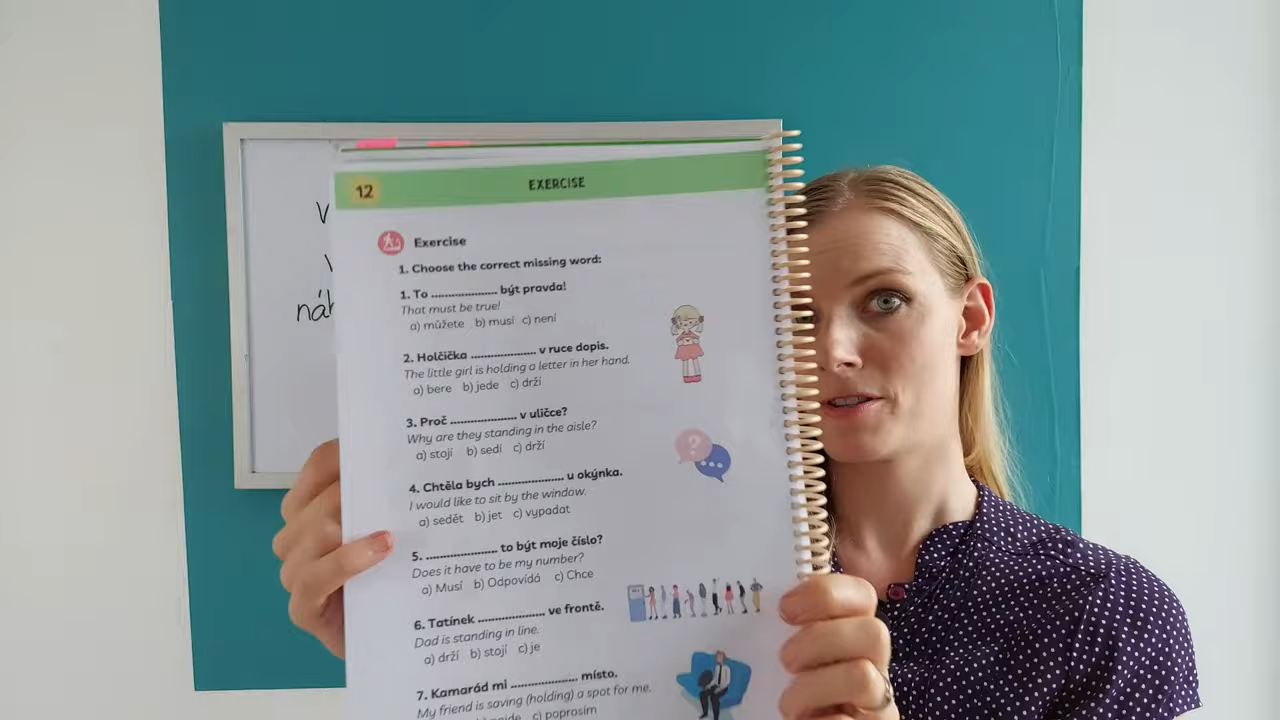 12
EXERCISE
Exercise
1. Choose the correct missing word:
1. To .................... být pravda!
That must be true!
a) můžete b) musí c) není
2. Holčička .................... v ruce dopis.
The little girl is holding a letter in her hand.
a) bere b) jede c) drží
3. Proč .................... v uličce?
Why are they standing in the aisle?
a) stojí b) sedí c) drží
4. Chtěla bych .................... u okýnka.
I would like to sit by the window.
a) sedět b) jet c) vypadat
5. ..................... to být moje číslo?
Does it have to be my number?
a) Musí b) Odpovídá c) Chce
6. Tatínek .................... ve frontě.
Dad is standing in line.
a) drží b) stojí c) je
7. Kamarád mi .................... místo.
My friend is saving (holding) a spot for me.
c) poprosím